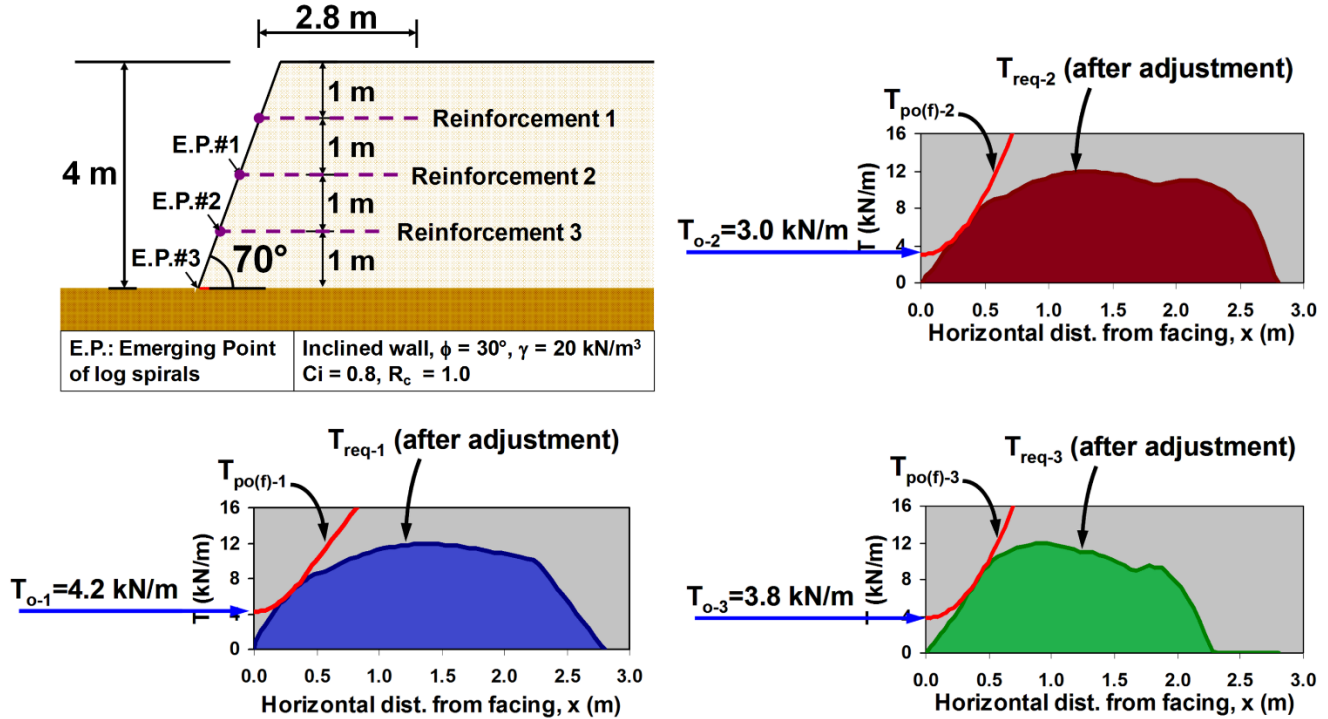 2.8 m
4 m
1 m
Reinforcement 1
E.P.#1
1 m
Reinforcement 2
E.P.#2
1 m
Reinforcement 3
E.P.#3
70°
1 m
E.P.: Emerging Point
of log spirals
Inclined wall, ϕ = 30°, γ = 20 kN/m³
Ci = 0.8, Rc = 1.0
Treq-2 (after adjustment)
Tpo(f)-2
To-2=3.0 kN/m
T (kN/m)
16
12
8
4
0
0.0 0.5 1.0 1.5 2.0 2.5 3.0
Horizontal dist. from facing, x (m)
Treq-1 (after adjustment)
Tpo(f)-1
To-1=4.2 kN/m
T (kN/m)
16
12
8
4
0
0.0 0.5 1.0 1.5 2.0 2.5 3.0
Horizontal dist. from facing, x (m)
Treq-3 (after adjustment)
Tpo(f)-3
To-3=3.8 kN/m
T (kN/m)
16
12
8
4
0
0.0 0.5 1.0 1.5 2.0 2.5 3.0
Horizontal dist. from facing, x (m)